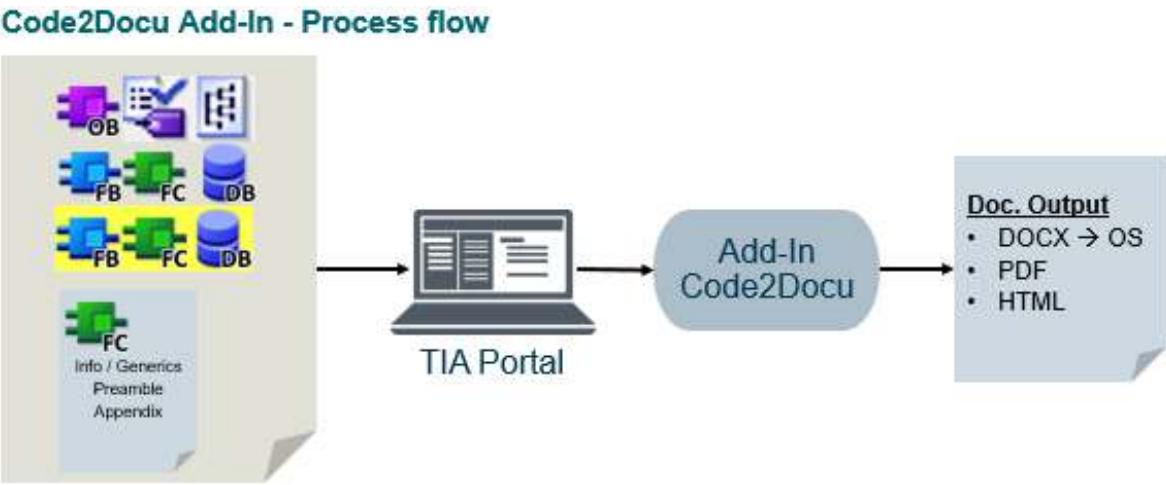 Code2Docu Add-In - Process flow
OB
FB FC DB
FB FC DB
FC
Info / Generics
Preamble
Appendix
TIA Portal
Add-In
Code2Docu
Doc. Output
• DOCX → OS
• PDF
• HTML